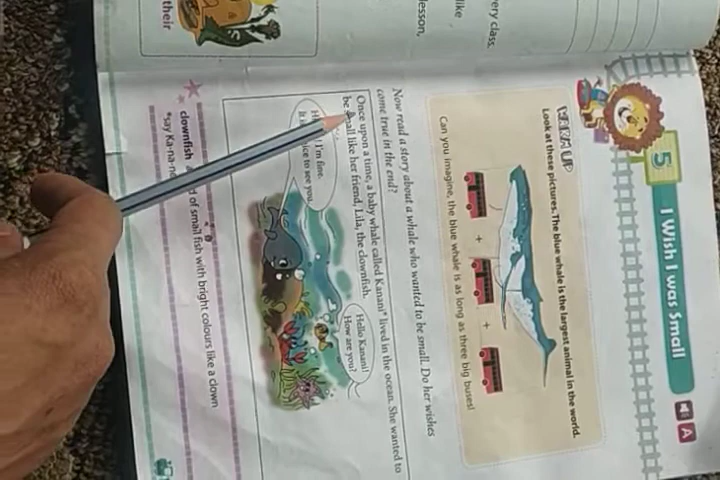 very class.
like
lesson,
their
5
I Wish I was Small
A
WARM UP
Look at these pictures. The blue whale is the largest animal in the world.
+
+
Can you imagine, the blue whale is as long as three big buses!
Now read a story about a whale who wanted to be small. Do her wishes
come true in the end?
Once upon a time, a baby whale called Kanani* lived in the ocean. She wanted to
be small like her friend, Lila, the clownfish.
Hello Kanani!
How are you?
I'm fine.
nice to see you.
clownfish
of small fish with bright colours like a clown
*say Ka-na-